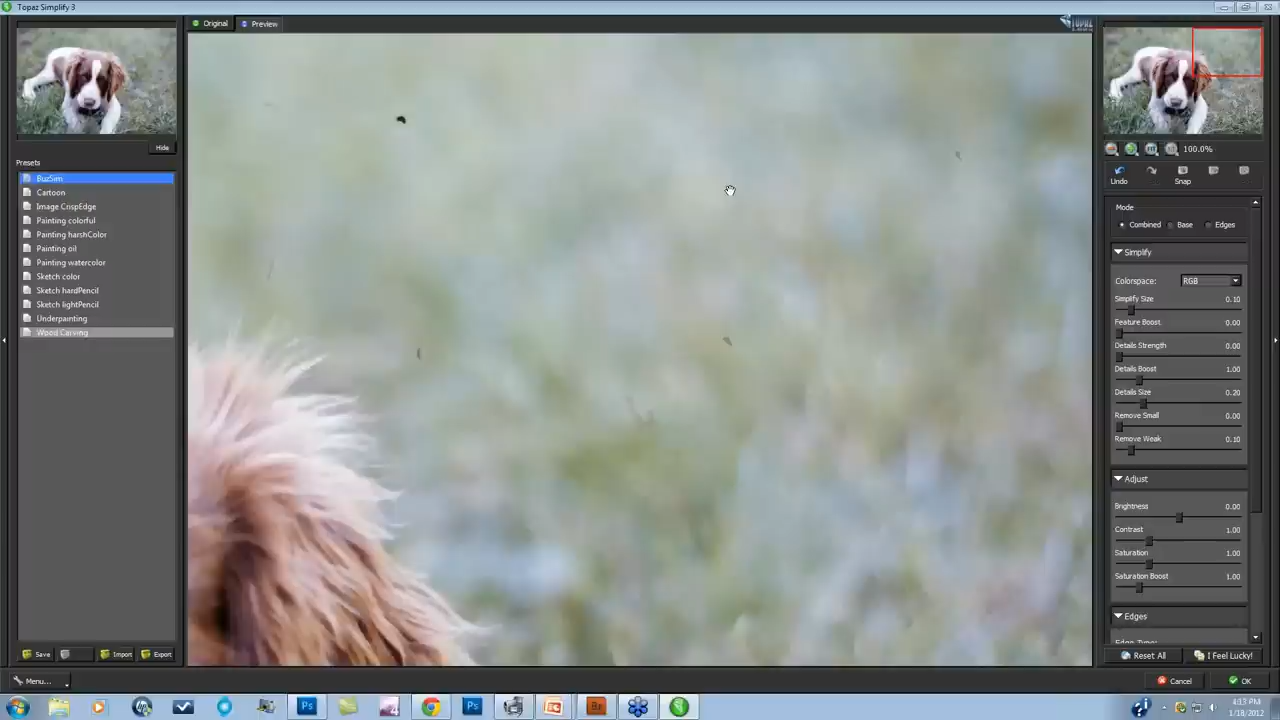 Topaz Simplify 3
Original
Preview
TOPAZ
Hide
Presets
BuzSim
Cartoon
Image CrispEdge
Painting colorful
Painting harshColor
Painting oil
Painting watercolor
Sketch color
Sketch hardPencil
Sketch lightPencil
Underpainting
Wood Carving
Save
Import
Export
Menu...
100.0%
Undo
Snap
Mode
Combined
Base
Edges
Simplify
Colorspace:
RGB
Simplify Size 0.10
Feature Boost 0.00
Details Strength 0.00
Details Boost 1.00
Details Size 0.20
Remove Small 0.00
Remove Weak 0.10
Adjust
Brightness 0.00
Contrast 1.00
Saturation 1.00
Saturation Boost 1.00
Edges
Reset All
I Feel Lucky!
Cancel
OK
Ps
Ps
Br
4:13 PM
1/18/2012